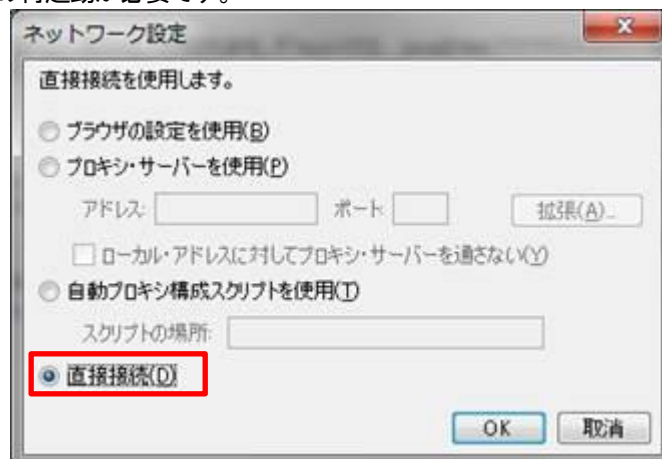 ネットワーク設定
直接接続を使用します。
ブラウザの設定を使用(B)
プロキシ・サーバーを使用(P)
アドレス: ポート: 拡張(A)...
ローカル・アドレスに対してプロキシ・サーバーを通さない(Y)
自動プロキシ構成スクリプトを使用(T)
スクリプトの場所:
直接接続(D)
OK 取消